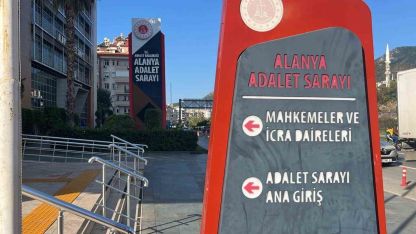 ALANYA
ADALET SARAYI
MAHKEMELER VE
İCRA DAİRELERİ
ADALET SARAYI
ANA GİRİŞ
ALANYA
ADALET
SARAYI